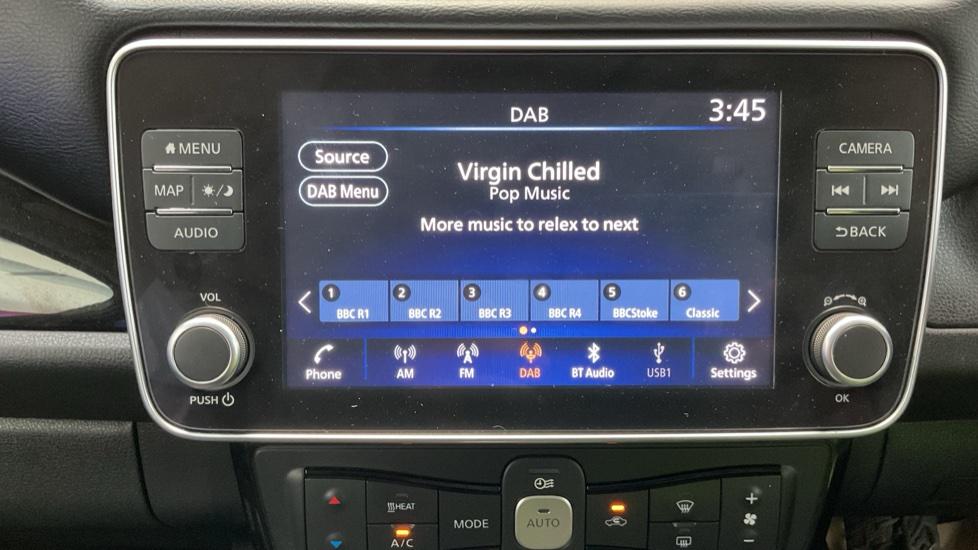 DAB
3:45
MENU
MAP
AUDIO
VOL
PUSH
Source
DAB Menu
Virgin Chilled
Pop Music
More music to relex to next
1 BBC R1
2 BBC R2
3 BBC R3
4 BBC R4
5 BBCStoke
6 Classic
Phone
AM
FM
DAB
BT Audio
USB1
Settings
CAMERA
BACK
OK
HEAT
A/C
MODE
AUTO
+
−